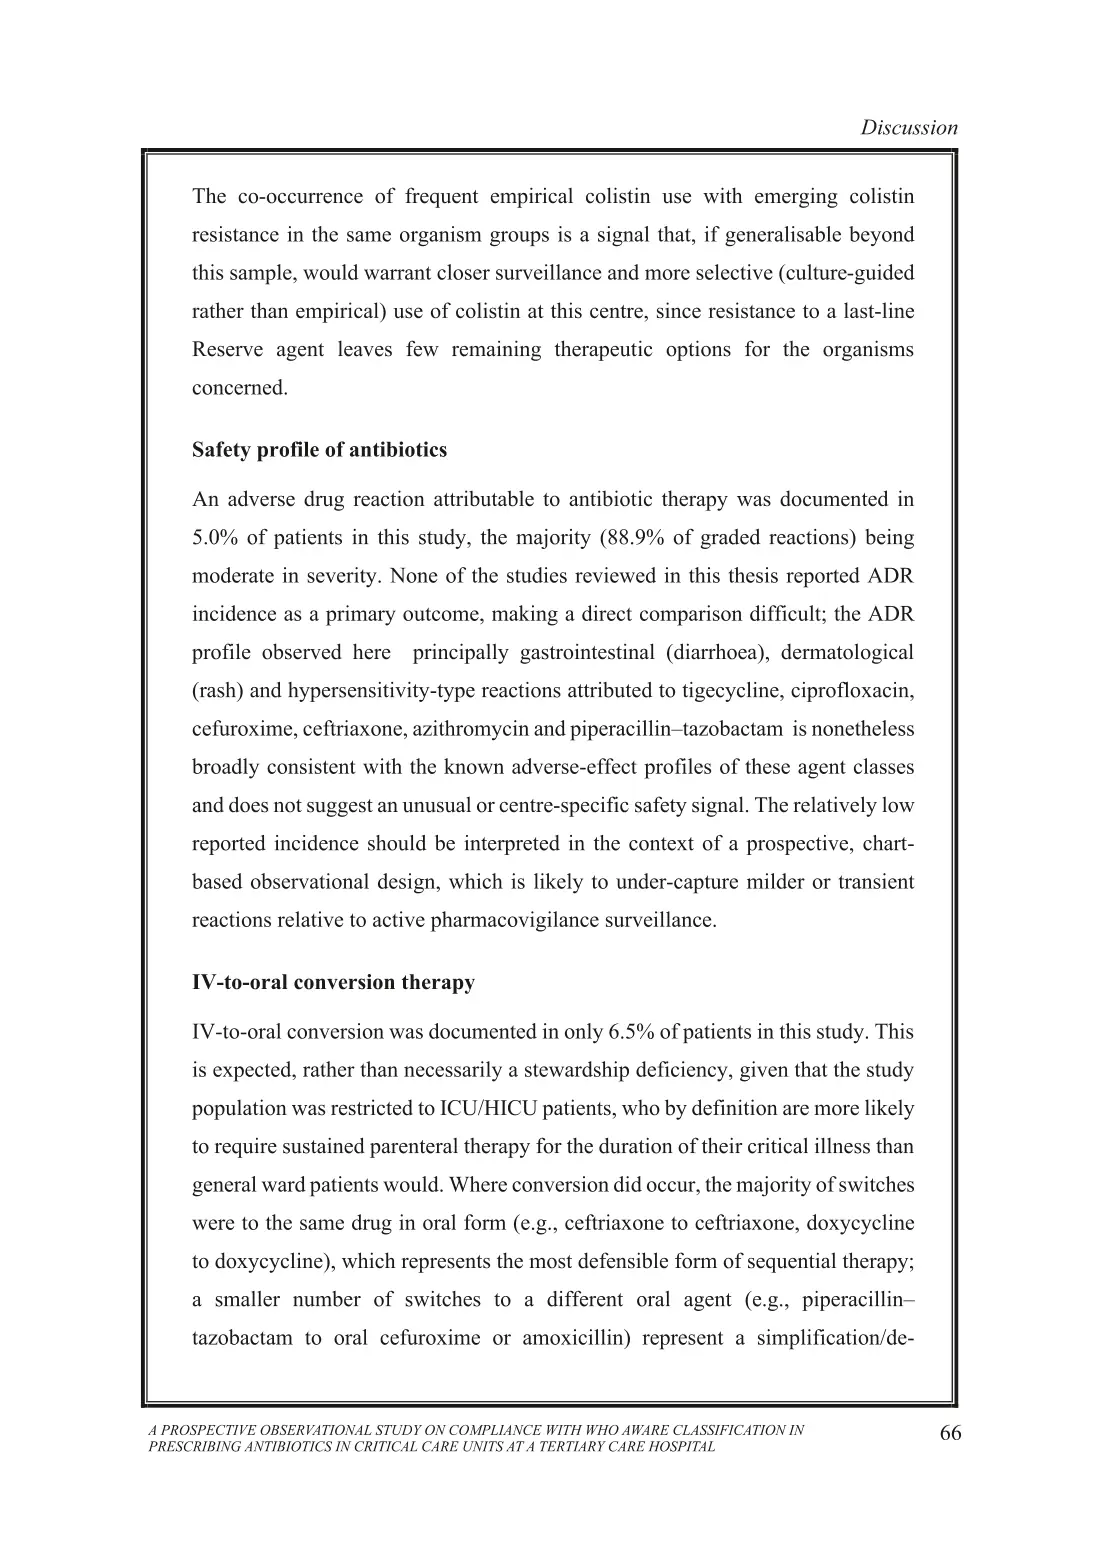 Discussion
The co-occurrence of frequent empirical colistin use with emerging colistin
resistance in the same organism groups is a signal that, if generalisable beyond
this sample, would warrant closer surveillance and more selective (culture-guided
rather than empirical) use of colistin at this centre, since resistance to a last-line
Reserve agent leaves few remaining therapeutic options for the organisms
concerned.
Safety profile of antibiotics
An adverse drug reaction attributable to antibiotic therapy was documented in
5.0% of patients in this study, the majority (88.9% of graded reactions) being
moderate in severity. None of the studies reviewed in this thesis reported ADR
incidence as a primary outcome, making a direct comparison difficult; the ADR
profile observed here  principally gastrointestinal (diarrhoea), dermatological
(rash) and hypersensitivity-type reactions attributed to tigecycline, ciprofloxacin,
cefuroxime, ceftriaxone, azithromycin and piperacillin–tazobactam  is nonetheless
broadly consistent with the known adverse-effect profiles of these agent classes
and does not suggest an unusual or centre-specific safety signal. The relatively low
reported incidence should be interpreted in the context of a prospective, chart-
based observational design, which is likely to under-capture milder or transient
reactions relative to active pharmacovigilance surveillance.
IV-to-oral conversion therapy
IV-to-oral conversion was documented in only 6.5% of patients in this study. This
is expected, rather than necessarily a stewardship deficiency, given that the study
population was restricted to ICU/HICU patients, who by definition are more likely
to require sustained parenteral therapy for the duration of their critical illness than
general ward patients would. Where conversion did occur, the majority of switches
were to the same drug in oral form (e.g., ceftriaxone to ceftriaxone, doxycycline
to doxycycline), which represents the most defensible form of sequential therapy;
a smaller number of switches to a different oral agent (e.g., piperacillin–
tazobactam to oral cefuroxime or amoxicillin) represent a simplification/de-
A PROSPECTIVE OBSERVATIONAL STUDY ON COMPLIANCE WITH WHO AWARE CLASSIFICATION IN
PRESCRIBING ANTIBIOTICS IN CRITICAL CARE UNITS AT A TERTIARY CARE HOSPITAL
66